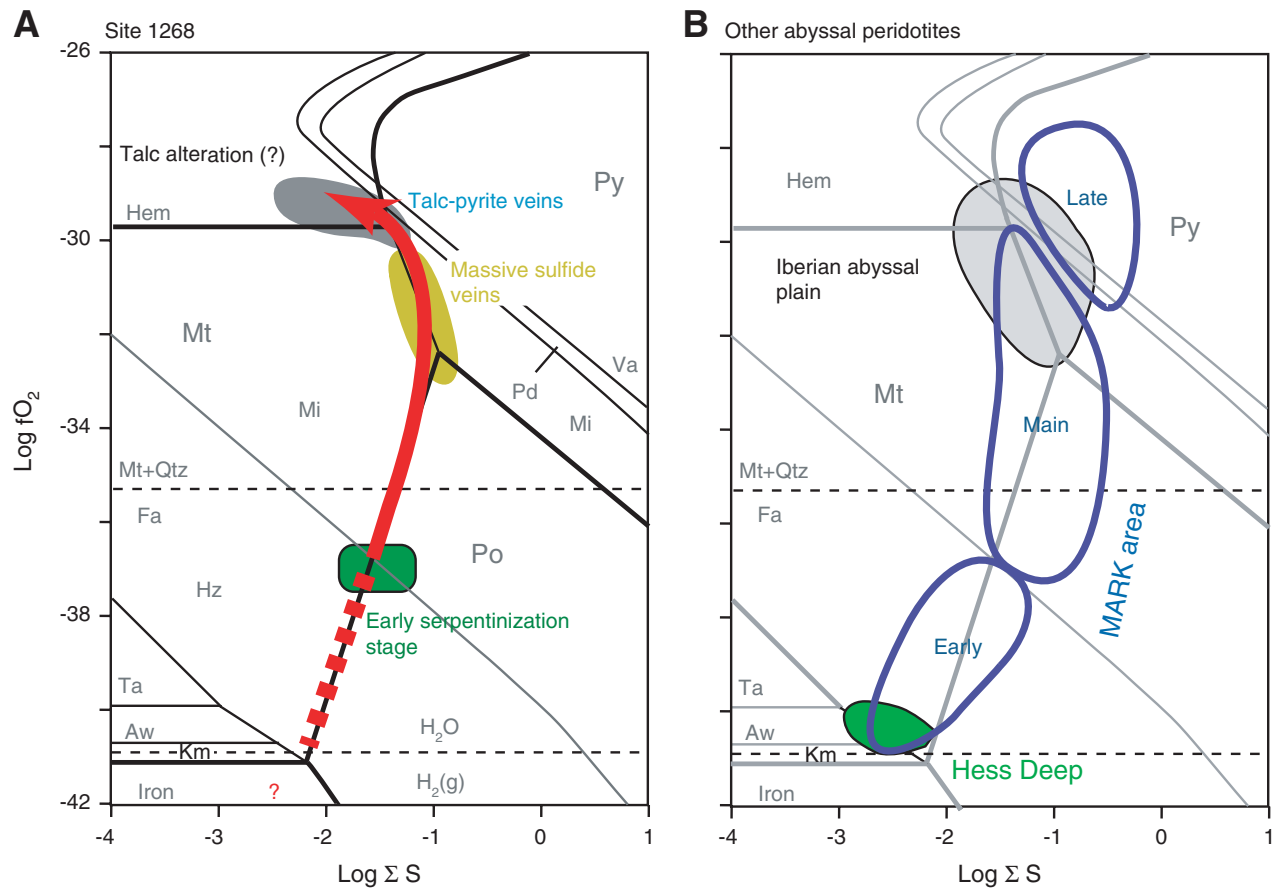 A Site 1268
-26
-30
-34
-38
-42
Log fO2
Talc alteration (?)
Hem
Py
Talc-pyrite veins
Massive sulfide
veins
Mt
Mi
Pd
Va
Mi
Mt+Qtz
Fa
Po
Hz
Early serpentinization
stage
Ta
Aw
Km
H2O
H2(g)
Iron
?
-4 -3 -2 -1 0 1
Log Σ S
B Other abyssal peridotites
Hem
Late
Py
Iberian abyssal
plain
Mt
Main
Mt+Qtz
Fa
MARK area
Early
Ta
Aw
Km
Hess Deep
Iron
-4 -3 -2 -1 0 1
Log Σ S